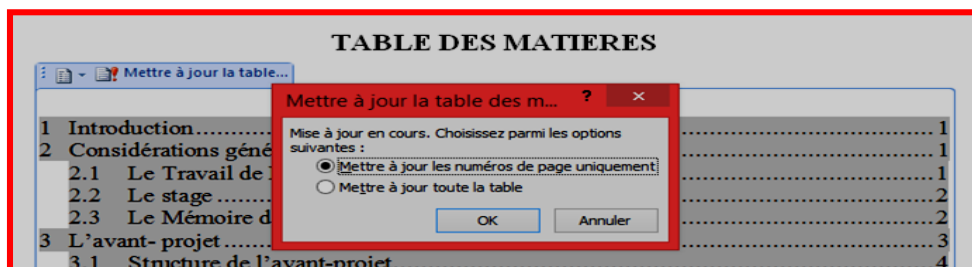 TABLE DES MATIERES
Mettre à jour la table...
Mettre à jour la table des m... ? ×
1 Introduction.......... 1
Mise à jour en cours. Choisissez parmi les options
suivantes :
2 Considérations géné .......... 1
Mettre à jour les numéros de page uniquement
2.1 Le Travail de .......... 1
Mettre à jour toute la table
2.2 Le stage.......... 2
2.3 Le Mémoire d .......... 2
OK Annuler
3 L'avant- projet.......... 3
3.1 Structure de l'avant-projet.......... 4